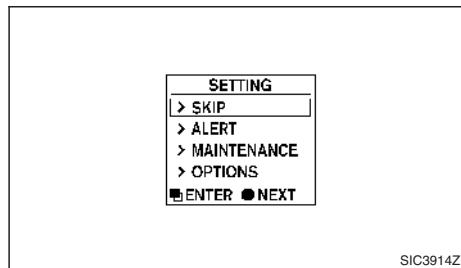 SETTING
> SKIP
> ALERT
> MAINTENANCE
> OPTIONS
ENTER NEXT
SIC3914Z